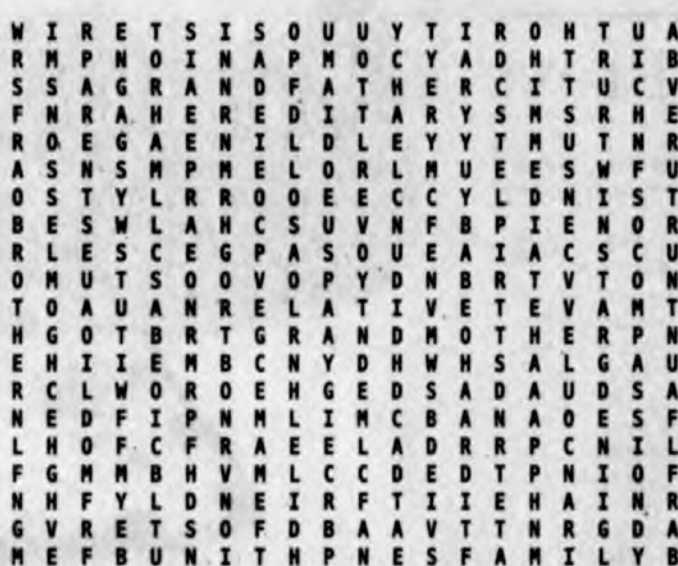 W I R E T S I S O U U Y T I R O H T U A
R M P N O I N A P M O C Y A D H T R I B
S S A G R A N D F A T H E R C I T U C V
F N R A H E R E D I T A R Y S M S R H E
R O E G A E N I L D L E Y Y T M U T N R
A S N S M P M E L O R L M U E E S W F U
O S T Y L R R O O E E C C Y L D N I S T
B E S W L A H C S U V N F B P I E N O R
R L E S C E G P A S O U E A I A C S C U
O M U T S O O V O P Y D N B R T V T O N
T O A U A N R E L A T I V E T E V A M T
H G O T B R T G R A N D M O T H E R P N
E H I I E M B C N Y D H W H S A L G A U
R C L W O R O E H G E D S A D A U D S A
N E D F I P N M L I M C B A N A O E S F
L H O F C F R A E E L A D R R P C N I L
F G M M B H V M L C C D E D T P N I O F
N H F Y L D N E I R F T I I E H A I N R
G V R E T S O F D B A A V T T N R G D A
M E F B U N I T H P N E S F A M I L Y B